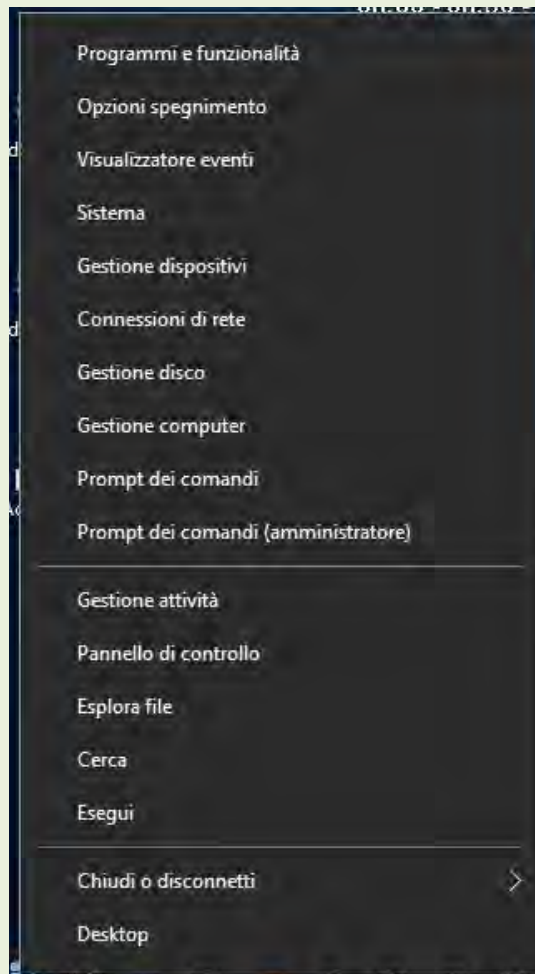 Programmi e funzionalità
Opzioni spegnimento
Visualizzatore eventi
Sistema
Gestione dispositivi
Connessioni di rete
Gestione disco
Gestione computer
Prompt dei comandi
Prompt dei comandi (amministratore)
Gestione attività
Pannello di controllo
Esplora file
Cerca
Esegui
Chiudi o disconnetti
Desktop